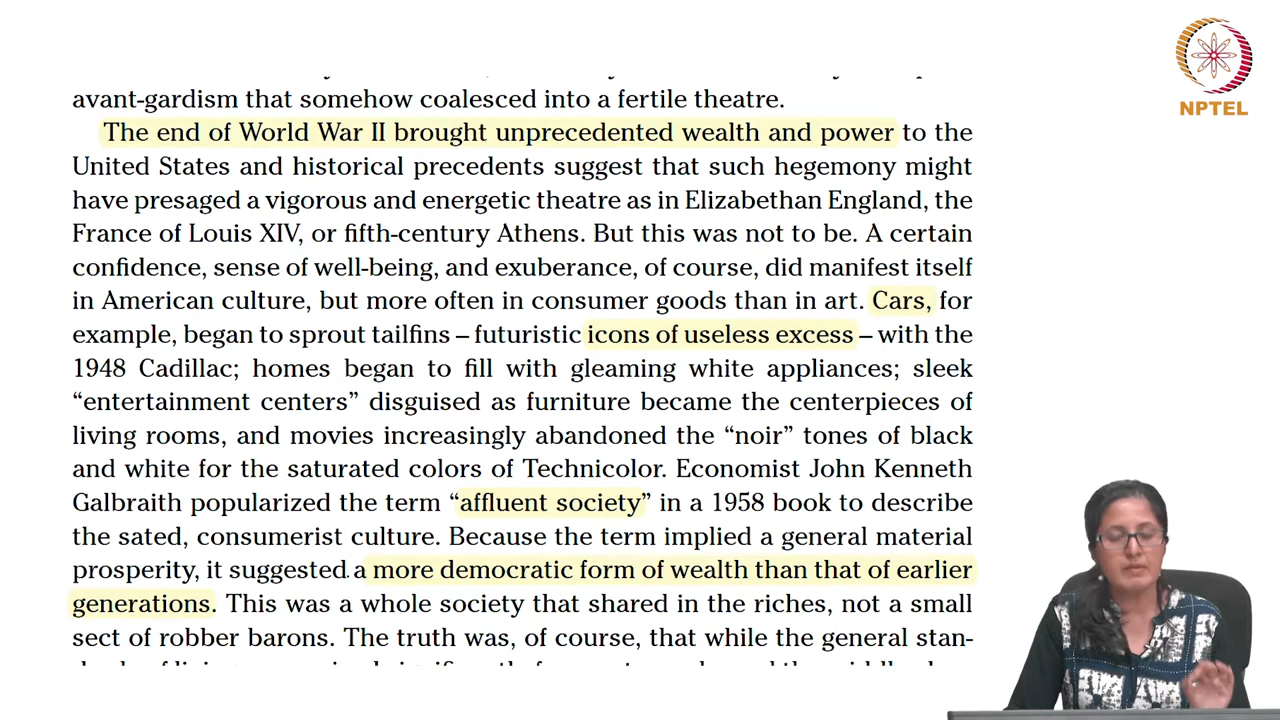 avant-gardism that somehow coalesced into a fertile theatre.
The end of World War II brought unprecedented wealth and power to the
United States and historical precedents suggest that such hegemony might
have presaged a vigorous and energetic theatre as in Elizabethan England, the
France of Louis XIV, or fifth-century Athens. But this was not to be. A certain
confidence, sense of well-being, and exuberance, of course, did manifest itself
in American culture, but more often in consumer goods than in art. Cars, for
example, began to sprout tailfins – futuristic icons of useless excess – with the
1948 Cadillac; homes began to fill with gleaming white appliances; sleek
“entertainment centers” disguised as furniture became the centerpieces of
living rooms, and movies increasingly abandoned the “noir” tones of black
and white for the saturated colors of Technicolor. Economist John Kenneth
Galbraith popularized the term “affluent society” in a 1958 book to describe
the sated, consumerist culture. Because the term implied a general material
prosperity, it suggested a more democratic form of wealth than that of earlier
generations. This was a whole society that shared in the riches, not a small
sect of robber barons. The truth was, of course, that while the general stan-
NPTEL